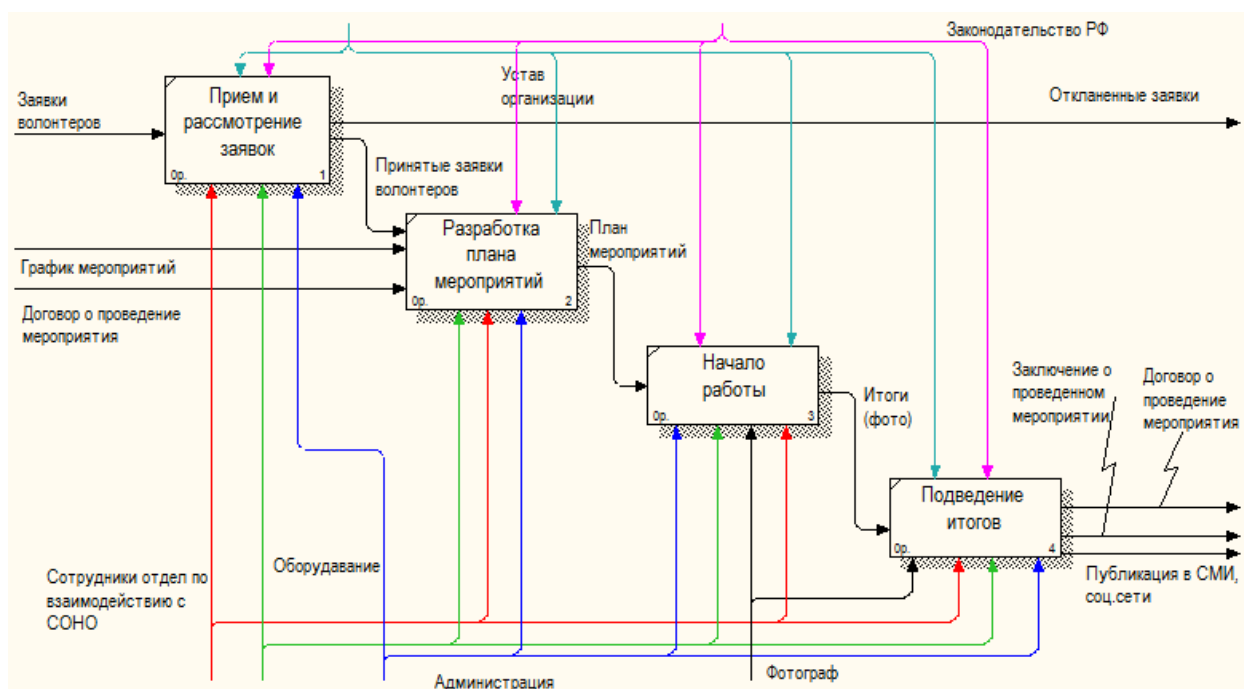 Законодательство РФ
Устав
организации
Заявки
волонтеров
Прием и
рассмотрение
заявок
0р.
1
Откланенные заявки
Принятые заявки
волонтеров
Разработка
плана
мероприятий
0р.
2
План
мероприятий
График мероприятий
Договор о проведение
мероприятия
Начало
работы
0р.
3
Итоги
(фото)
Заключение о
проведенном
мероприятии
Договор о
проведение
мероприятия
Подведение
итогов
0р.
4
Публикация в СМИ,
соц.сети
Сотрудники отдел по
взаимодействию с
СОНО
Оборудавание
Администрация
Фотограф